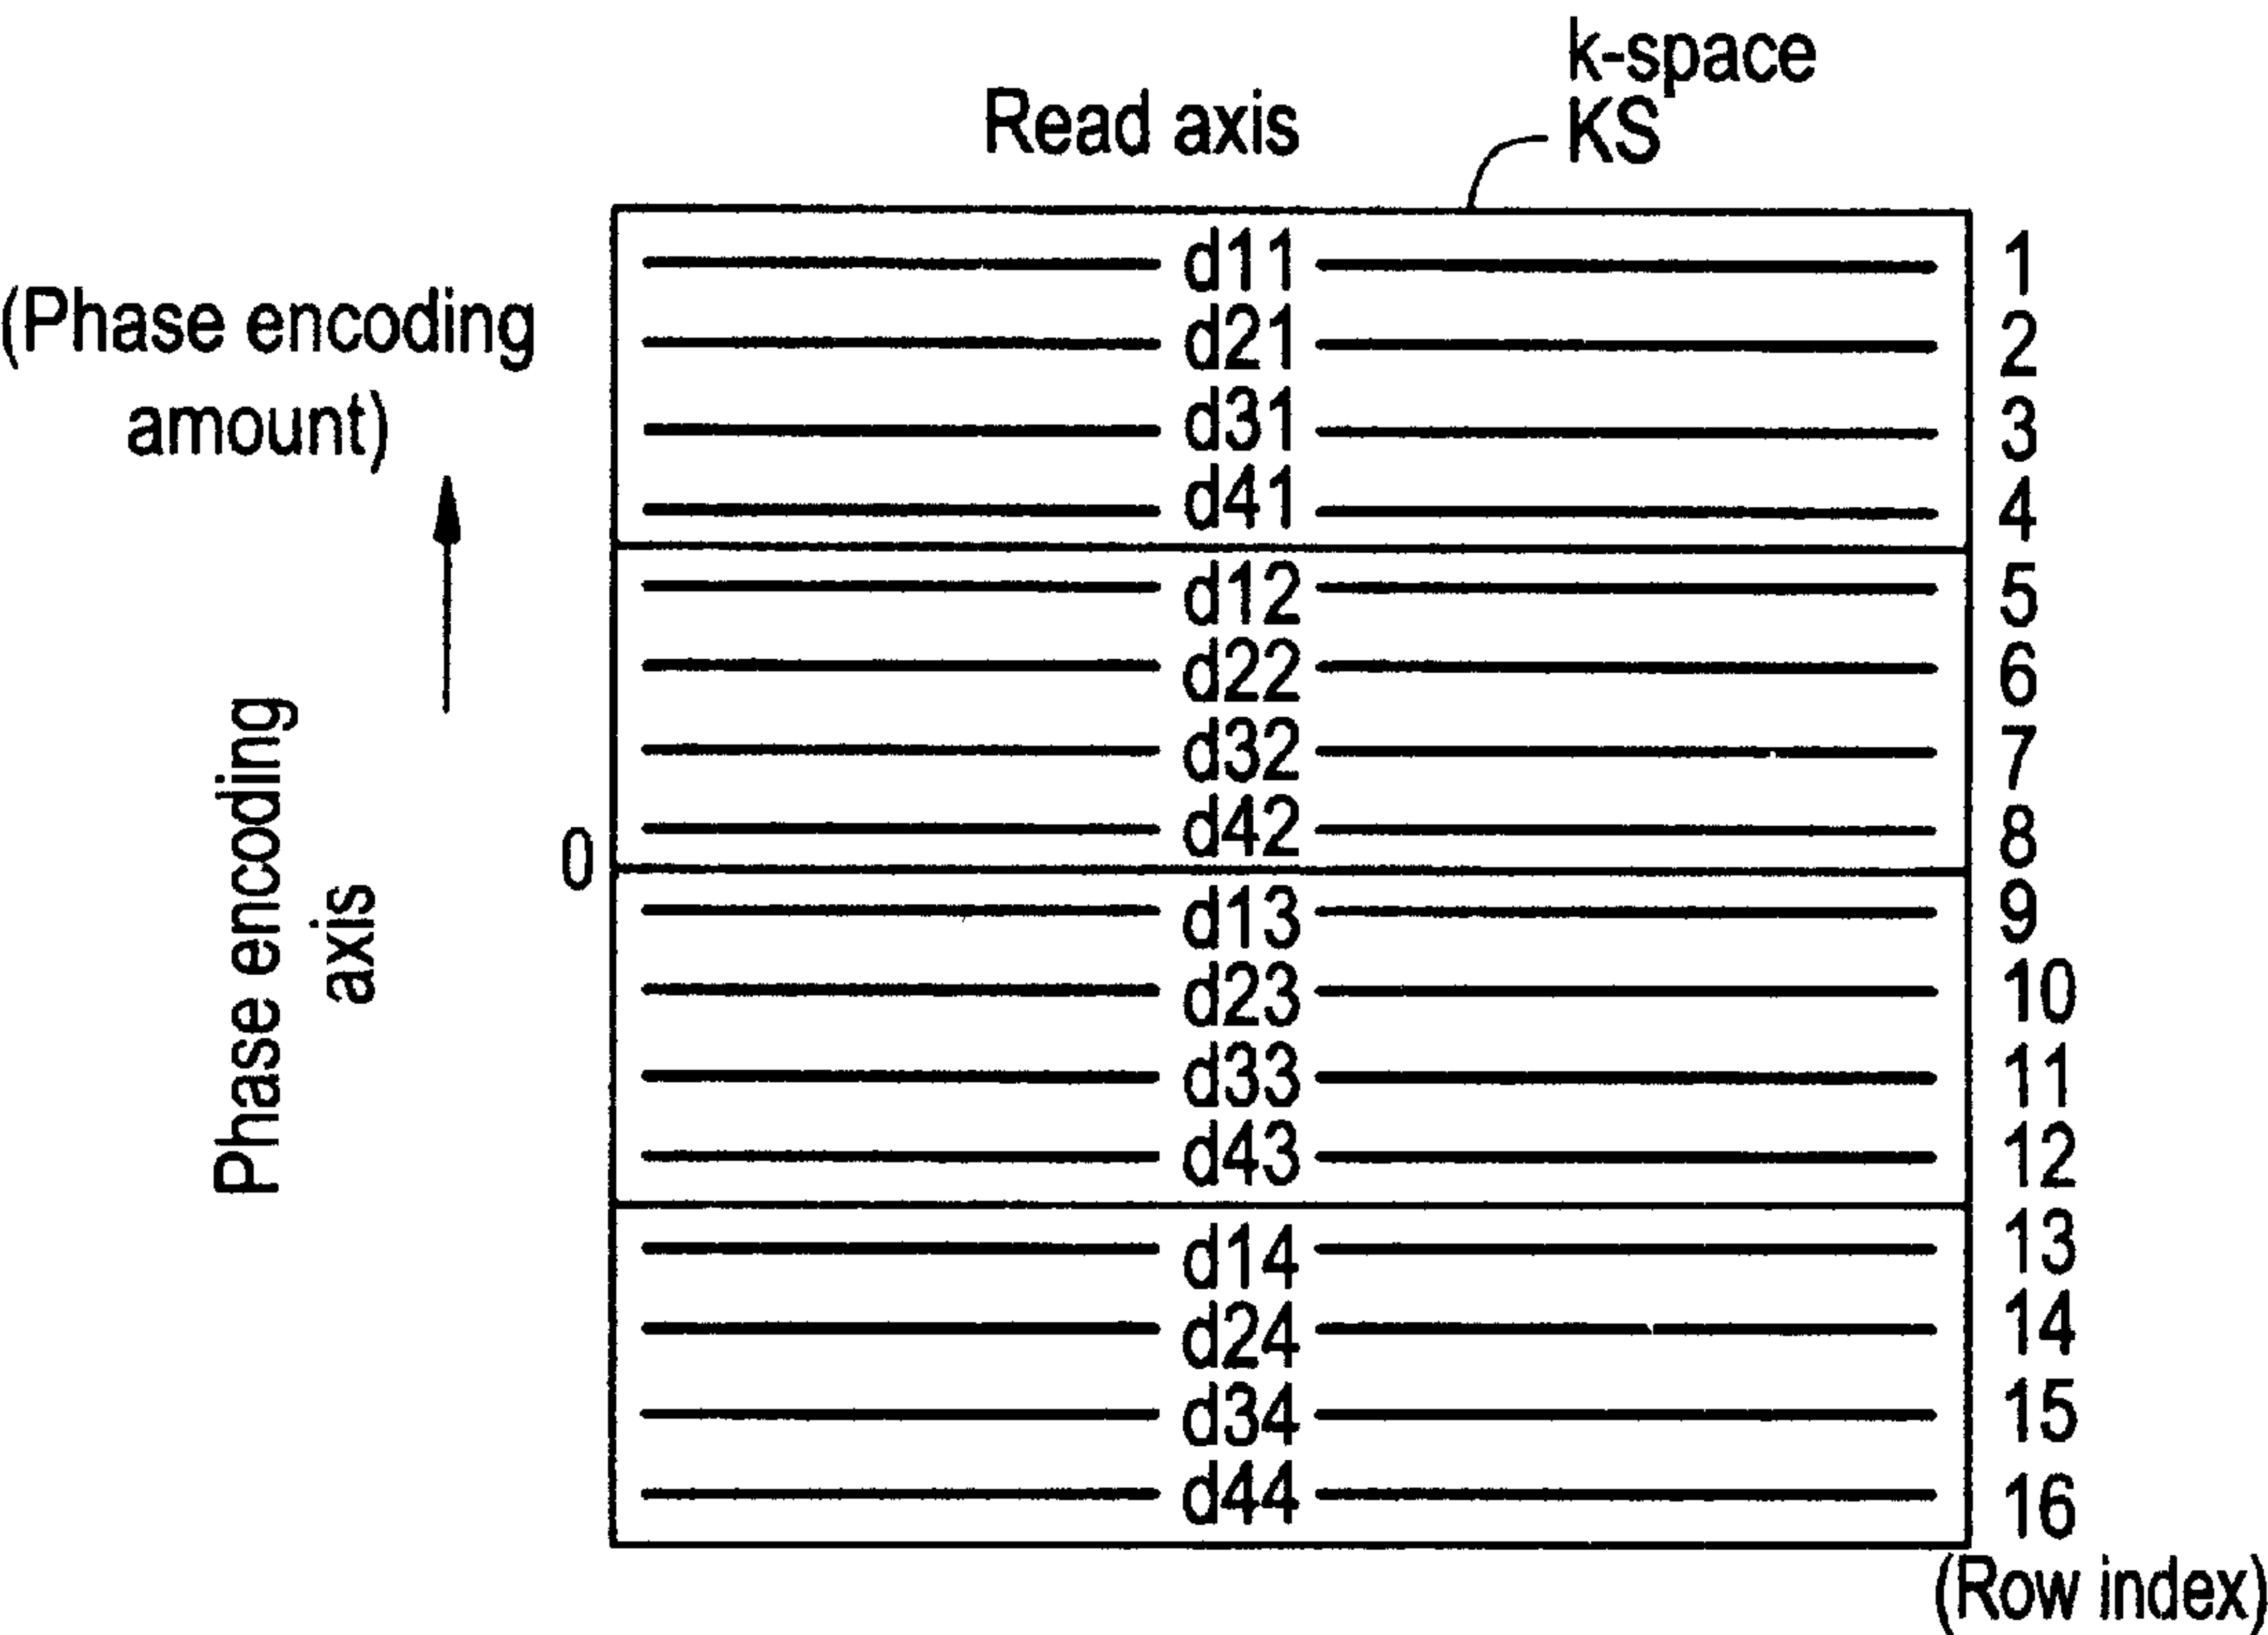 k-space
KS
Read axis
(Phase encoding
amount)
Phase encoding
axis
0
d11 1
d21 2
d31 3
d41 4
d12 5
d22 6
d32 7
d42 8
d13 9
d23 10
d33 11
d43 12
d14 13
d24 14
d34 15
d44 16
(Row index)